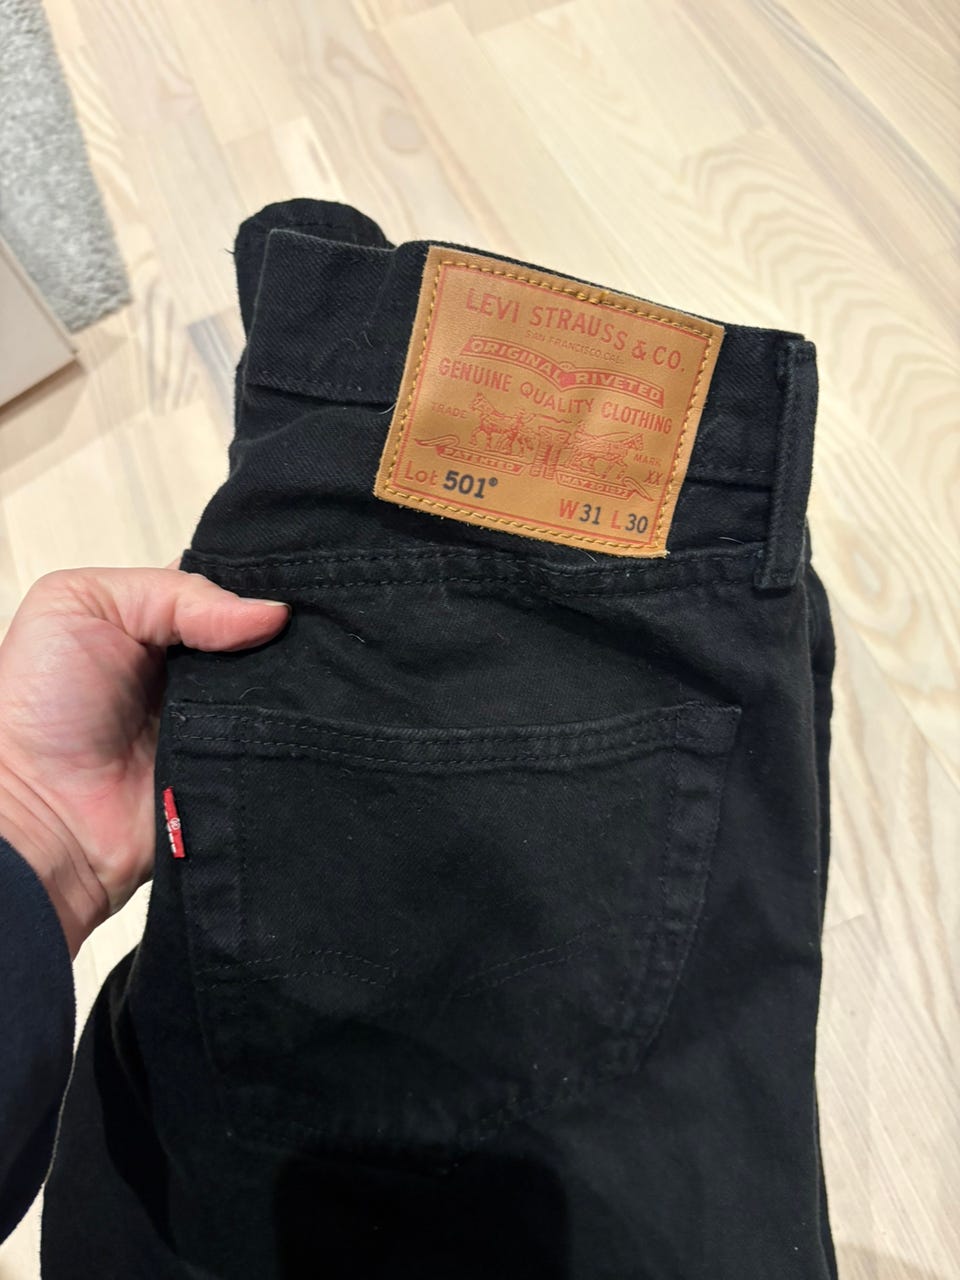 LEVI STRAUSS & CO.
SAN FRANCISCO, CAL.
ORIGINAL RIVETED
®
GENUINE QUALITY CLOTHING
TRADE MARK
XX
PATENTED MAY 20 1873
Lot 501®
W31 L30